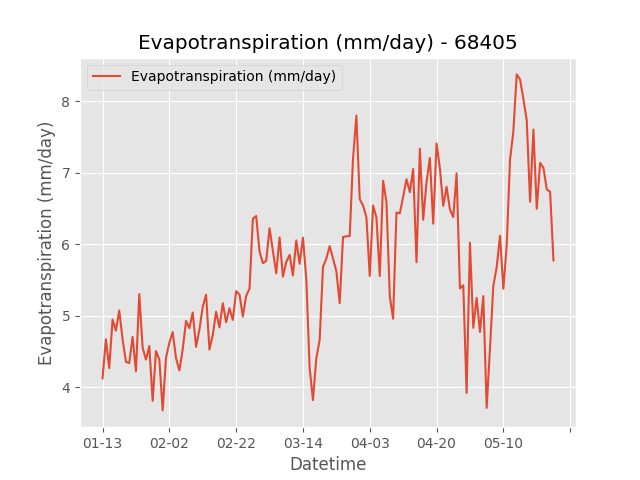 Evapotranspiration (mm/day) - 68405
Evapotranspiration (mm/day)
Evapotranspiration (mm/day)
8
7
6
5
4
01-13 02-02 02-22 03-14 04-03 04-20 05-10
Datetime